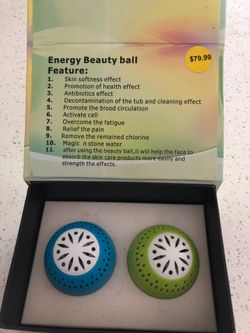 $79.99
Energy Beauty ball
Feature:
1. Skin softness effect
2. Promotion of health effect
3. Antibiotics effect
4. Decontamination of the tub and cleaning effect
5. Promote the blood circulation
6. Activate cell
7. Overcome the fatigue
8. Relief the pain
9. Remove the remained chlorine
10. Magic n stone water
11. after using the beauty ball,it will help the face to
absorb the skin care products more easily and
strength the effects.